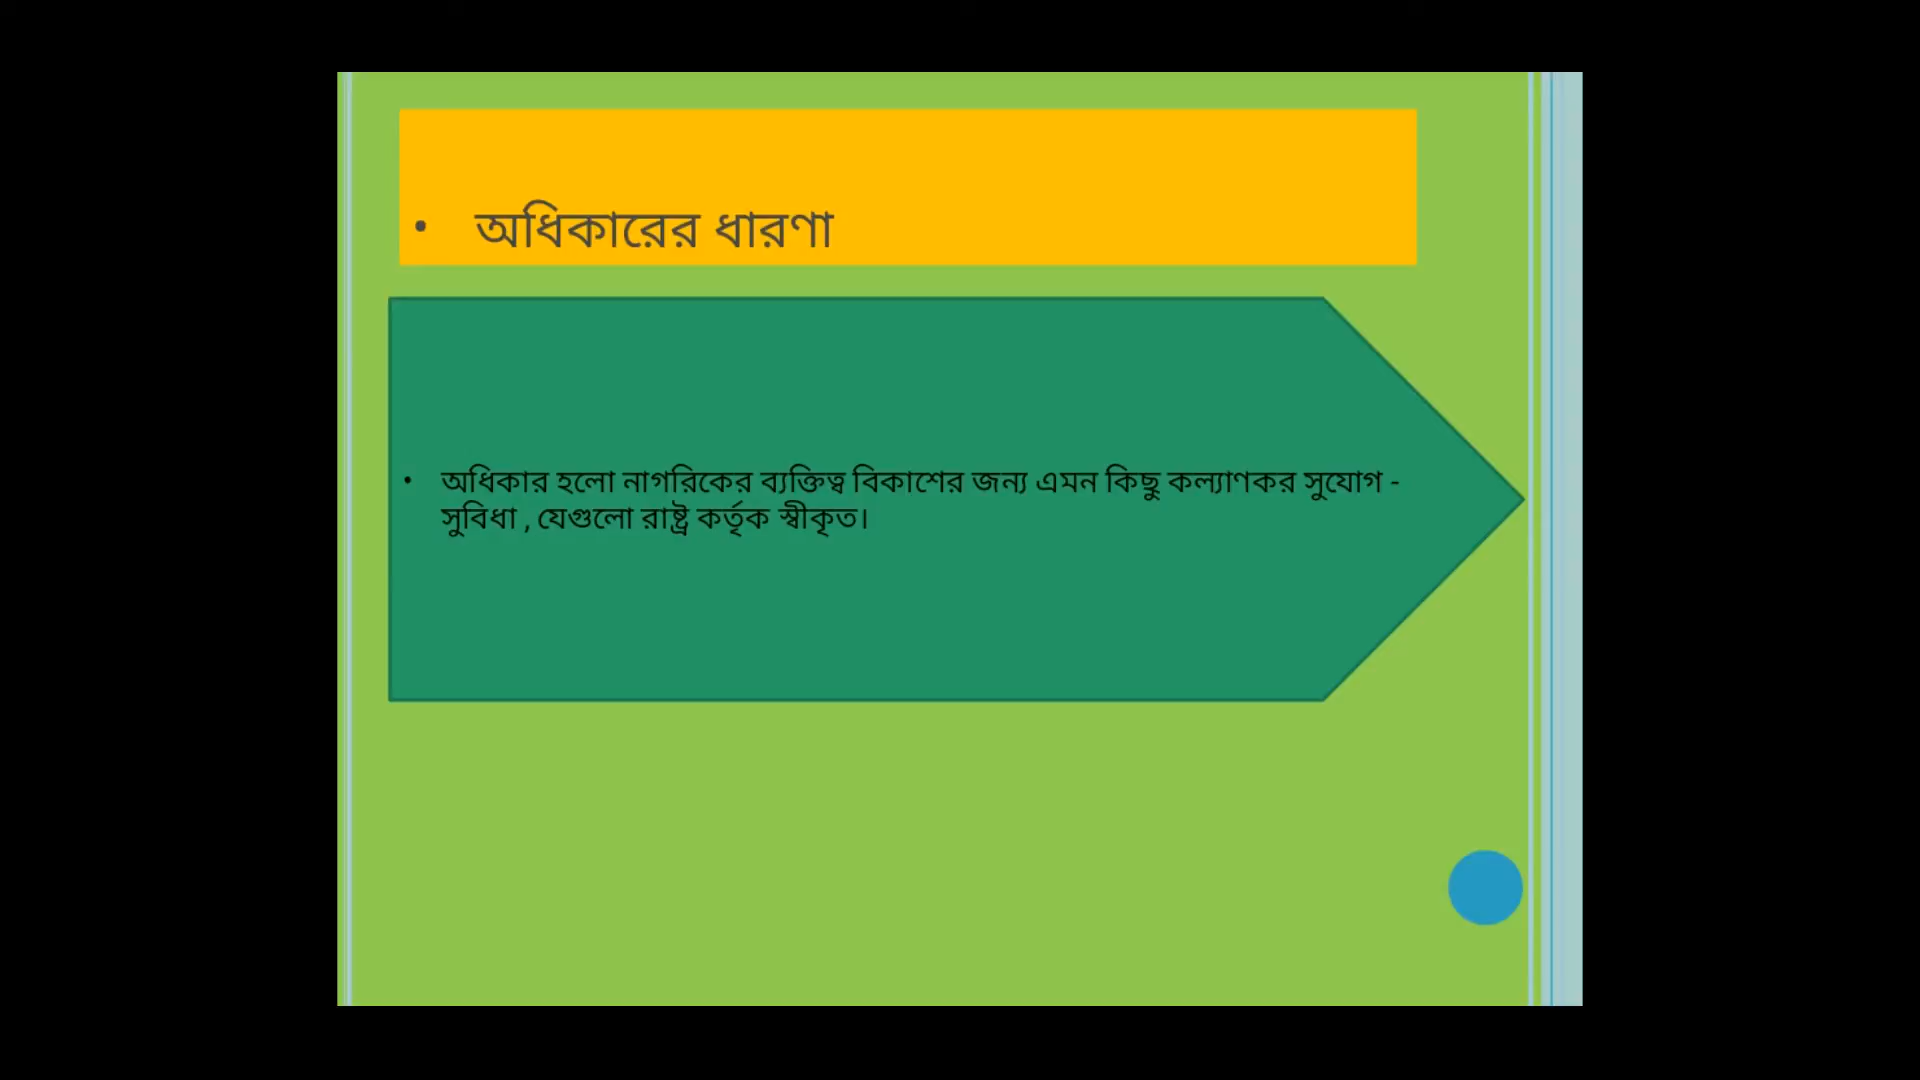 • অধিকারের ধারণা
• অধিকার হলো নাগরিকের ব্যক্তিত্ব বিকাশের জন্য এমন কিছু কল্যাণকর সুযোগ -
সুবিধা , যেগুলো রাষ্ট্র কর্তৃক স্বীকৃত।